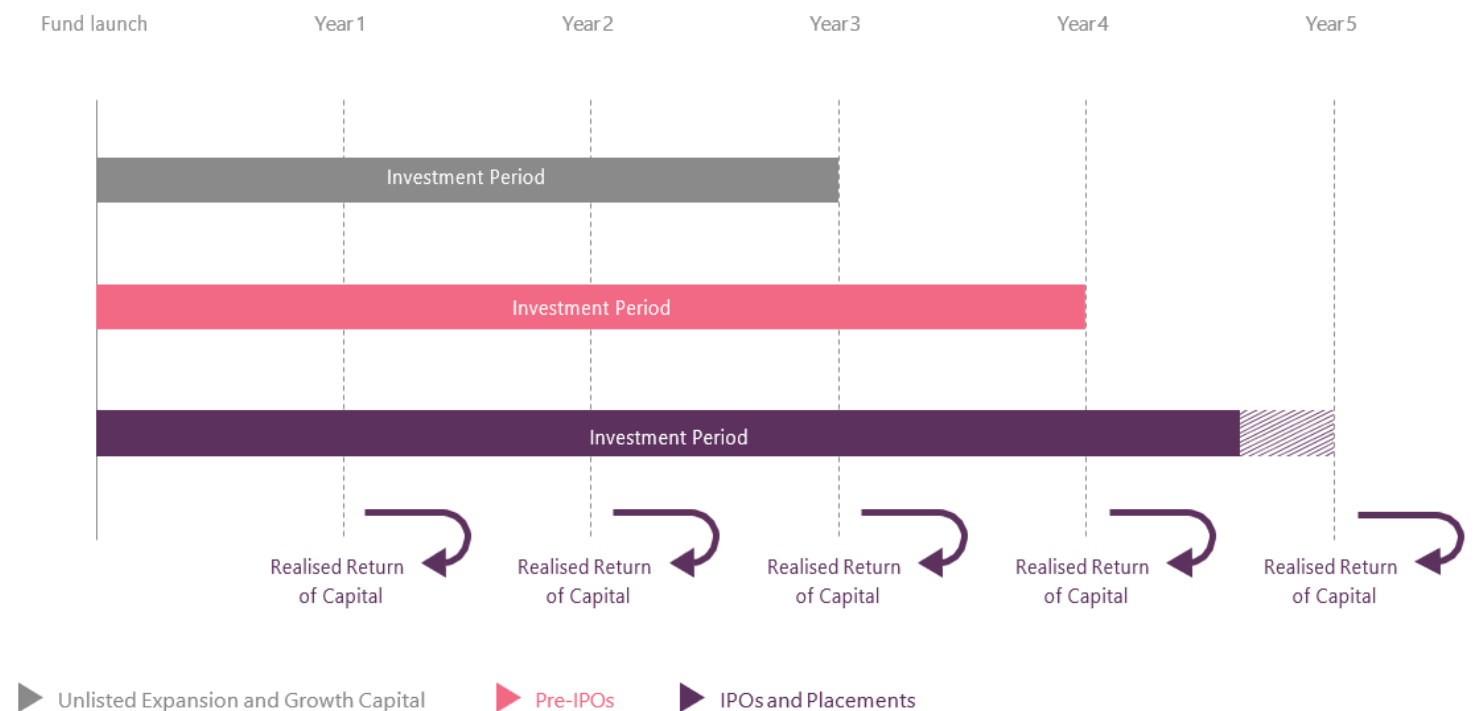 Fund launch
Year 1
Year 2
Year 3
Year 4
Year 5
Investment Period
Investment Period
Investment Period
Realised Return
of Capital
Realised Return
of Capital
Realised Return
of Capital
Realised Return
of Capital
Realised Return
of Capital
Unlisted Expansion and Growth Capital
Pre-IPOs
IPOs and Placements